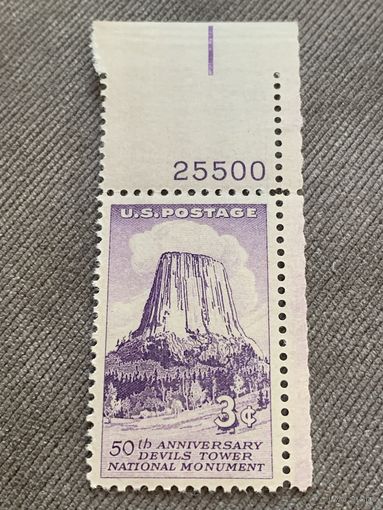 25500
U.S. POSTAGE
3¢
50th ANNIVERSARY
DEVILS TOWER
NATIONAL MONUMENT